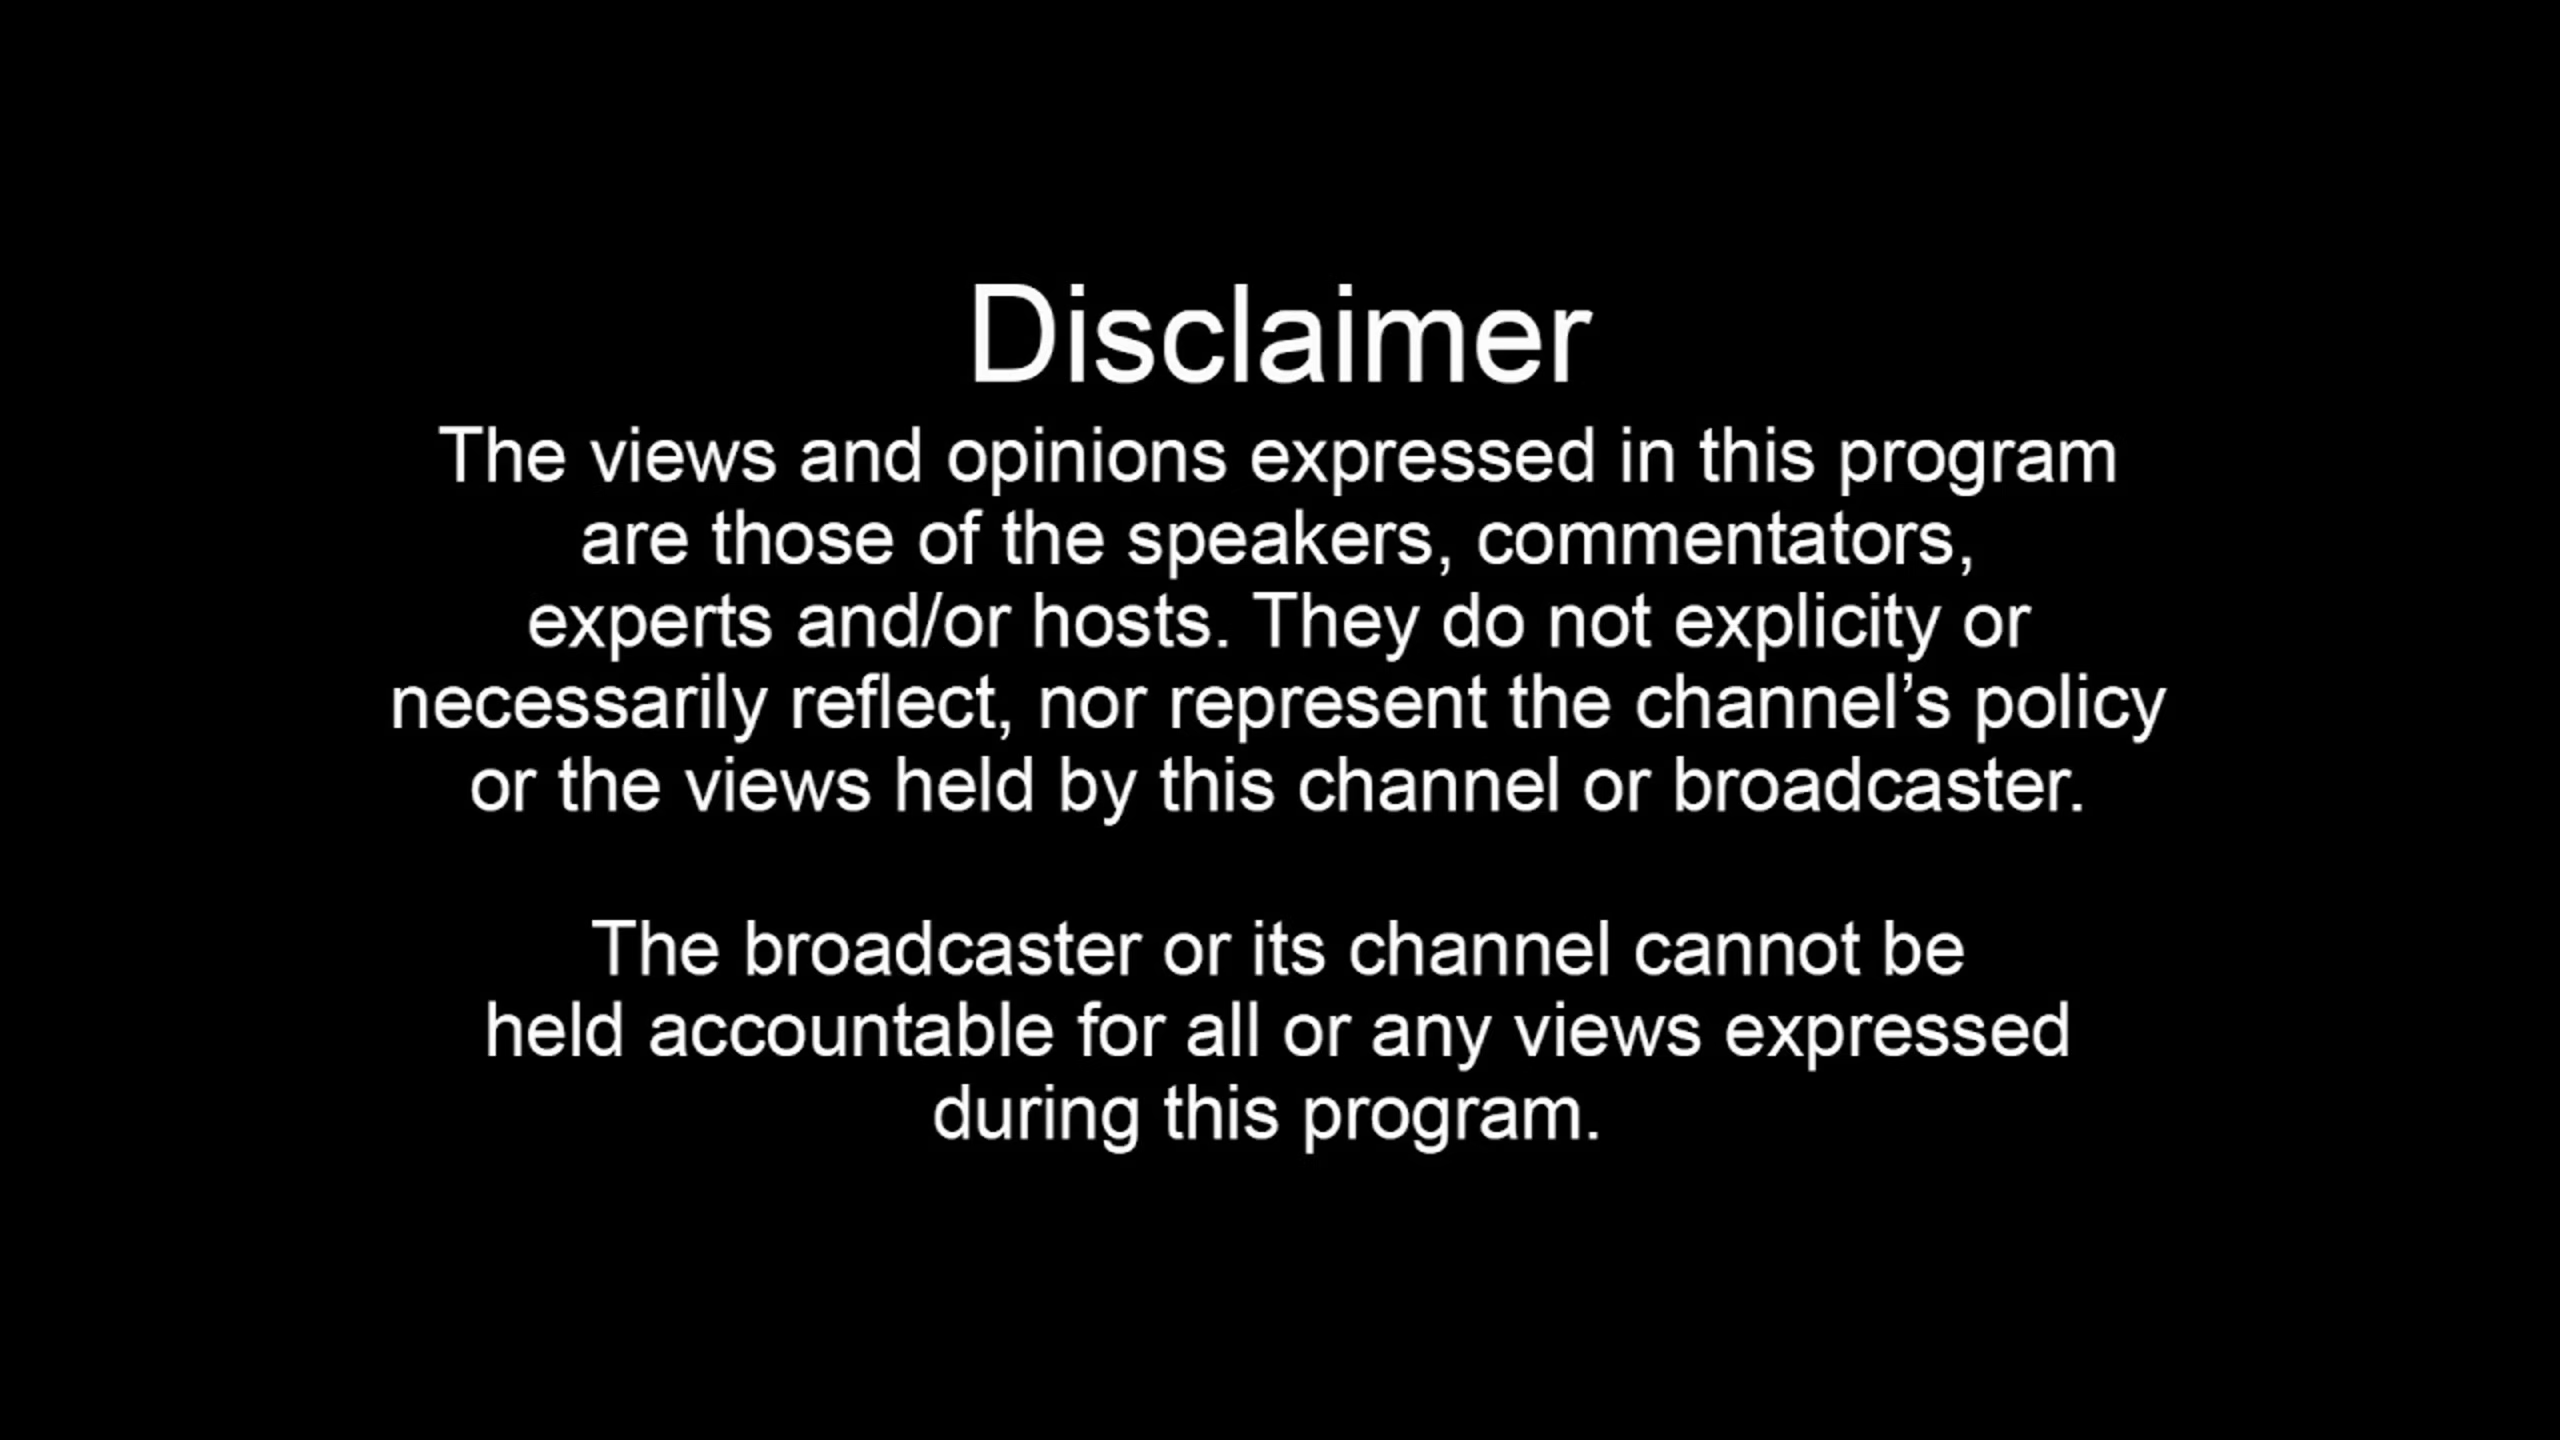 Disclaimer
The views and opinions expressed in this program
are those of the speakers, commentators,
experts and/or hosts. They do not explicity or
necessarily reflect, nor represent the channel’s policy
or the views held by this channel or broadcaster.
The broadcaster or its channel cannot be
held accountable for all or any views expressed
during this program.